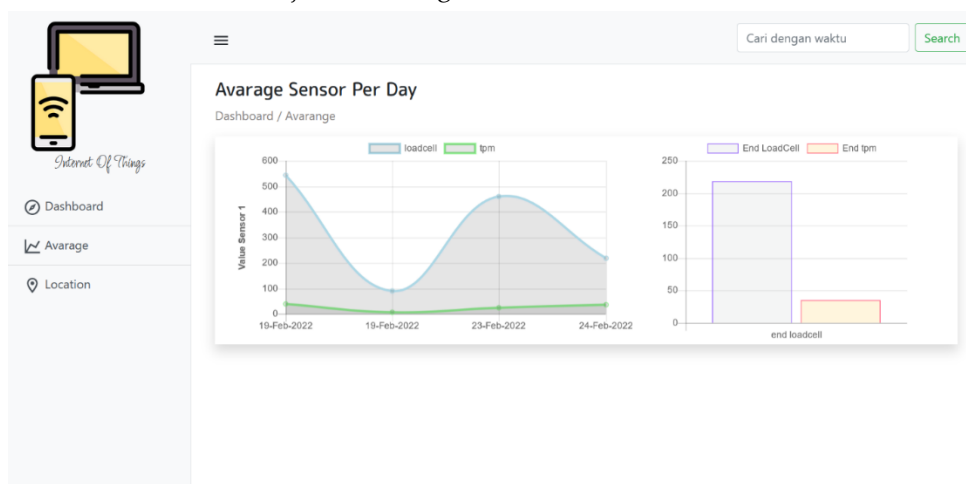 Internet Of Things
Dashboard
Avarage
Location
Cari dengan waktu
Search
Avarage Sensor Per Day
Dashboard / Avarange
loadcell tpm
Value Sensor 1
600
500
400
300
200
100
0
19-Feb-2022 19-Feb-2022 23-Feb-2022 24-Feb-2022
End LoadCell End tpm
250
200
150
100
50
0
end loadcell